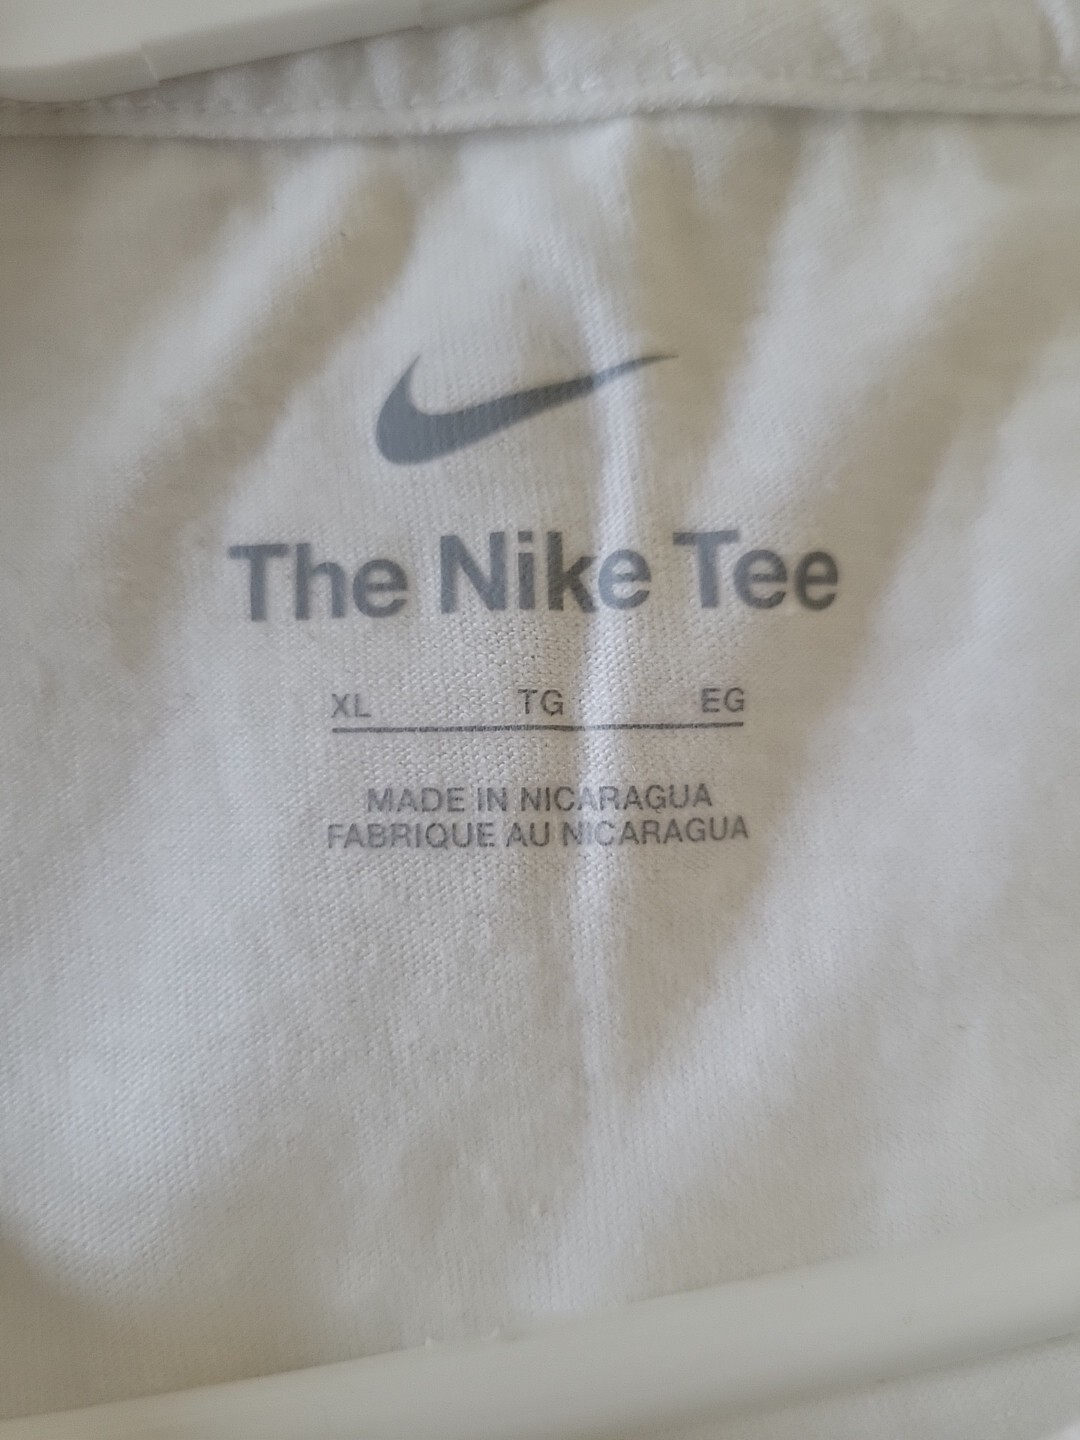 The Nike Tee
XL TG EG
MADE IN NICARAGUA
FABRIQUE AU NICARAGUA